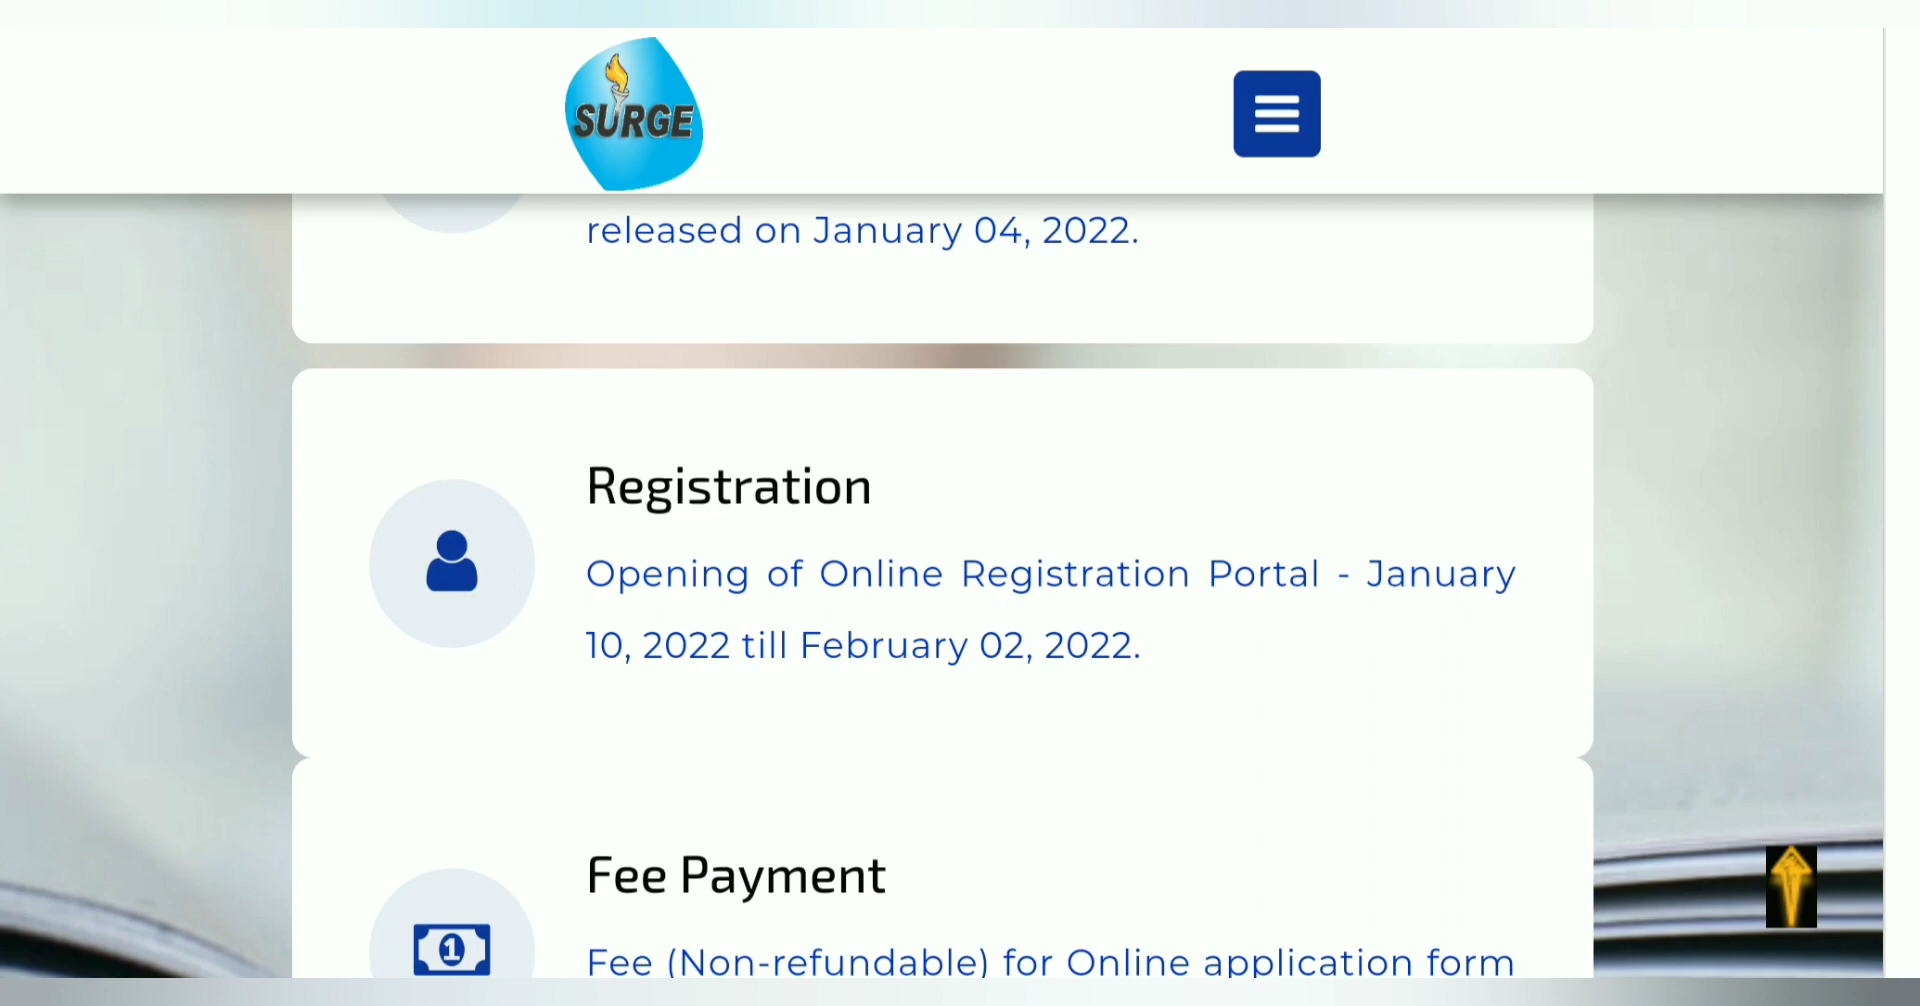 SURGE
released on January 04, 2022.
Registration
Opening of Online Registration Portal - January
10, 2022 till February 02, 2022.
Fee Payment
1
Fee (Non-refundable) for Online application form